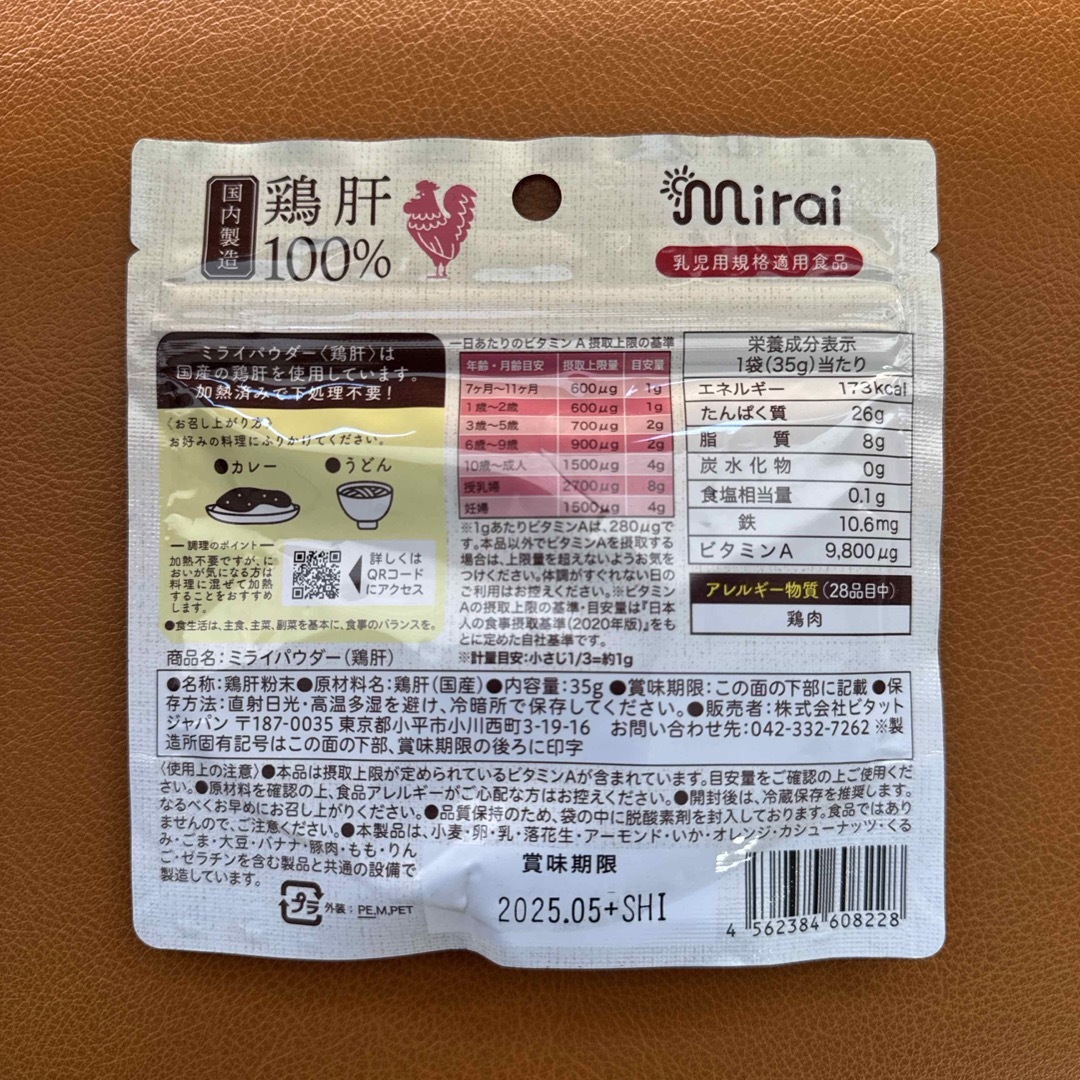 国内製造
鶏肝
100%
mirai
乳児用規格適用食品
ミライパウダー〈鶏肝〉は
国産の鶏肝を使用しています。
加熱済みで下処理不要!
〈お召し上がり方〉
お好みの料理にふりかけてください。
●カレー ●うどん
調理のポイント
加熱不要ですが、に
おいが気になる方は
料理に混ぜて加熱
することをおすすめ
します。
詳しくは
QRコード
にアクセス
●食生活は、主食、主菜、副菜を基本に、食事のバランスを。
一日あたりのビタミンA摂取上限の基準
年齢・月齢目安 摂取上限量 目安量
7ヶ月〜11ヶ月 600μg 1g
1歳〜2歳 600μg 1g
3歳〜5歳 700μg 2g
6歳〜9歳 900μg 2g
10歳〜成人 1500μg 4g
授乳婦 2700μg 8g
妊婦 1500μg 4g
※1gあたりビタミンAは、280μgで
す。本品以外でビタミンAを摂取する
場合は、上限量を超えないようお気を
つけください。体調がすぐれない日の
ご利用はお控えください。※ビタミン
Aの摂取上限の基準・目安量は『日本
人の食事摂取基準(2020年版)』をも
とに定めた自社基準です。
※計量目安:小さじ1/3=約1g
栄養成分表示
1袋(35g)当たり
エネルギー 173kcal
たんぱく質 26g
脂質 8g
炭水化物 0g
食塩相当量 0.1g
鉄 10.6mg
ビタミンA 9,800μg
アレルギー物質(28品目中)
鶏肉
商品名:ミライパウダー(鶏肝)
●名称:鶏肝粉末●原材料名:鶏肝(国産)●内容量:35g●賞味期限:この面の下部に記載●保
存方法:直射日光・高温多湿を避け、冷暗所で保存してください。●販売者:株式会社ビタット
ジャパン 〒187-0035 東京都小平市小川西町3-19-16 お問い合わせ先:042-332-7262 ※製
造所固有記号はこの面の下部、賞味期限の後ろに印字
〈使用上の注意〉●本品は摂取上限が定められているビタミンAが含まれています。目安量をご確認の上ご使用くだ
さい。●原材料を確認の上、食品アレルギーがご心配な方はお控えください。●開封後は、冷蔵保存を推奨します。
なるべくお早めにお召し上がりください。●品質保持のため、袋の中に脱酸素剤を封入しております。食品ではあり
ませんので、ご注意ください。●本製品は、小麦・卵・乳・落花生・アーモンド・いか・オレンジ・カシューナッツ・くる
み・ごま・大豆・バナナ・豚肉・もも・りん
ご・ゼラチンを含む製品と共通の設備で
製造しています。
プラ 外装:PE,M,PET
賞味期限
2025.05+SHI
4 562384 608228